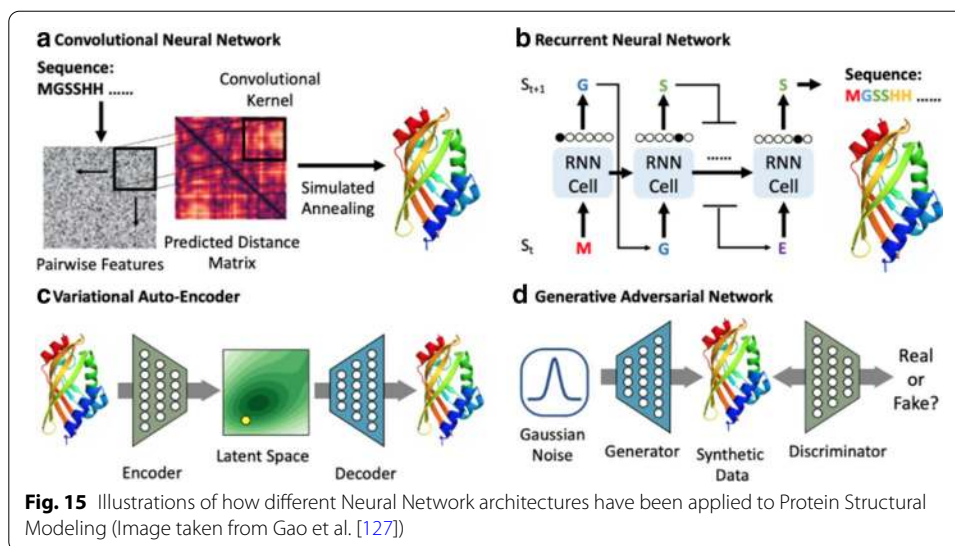 a Convolutional Neural Network
Sequence:
MGSSHH ......
Convolutional
Kernel
Simulated
Annealing
Predicted Distance
Matrix
Pairwise Features
b Recurrent Neural Network
S_{t+1}
G
S
S
Sequence:
MGSSHH ......
RNN
Cell
RNN
Cell
......
RNN
Cell
S_t
M
G
E
c Variational Auto-Encoder
Encoder
Latent Space
Decoder
d Generative Adversarial Network
Gaussian
Noise
Generator
Synthetic
Data
Discriminator
Real
or
Fake?
Fig. 15 Illustrations of how different Neural Network architectures have been applied to Protein Structural
Modeling (Image taken from Gao et al. [127])